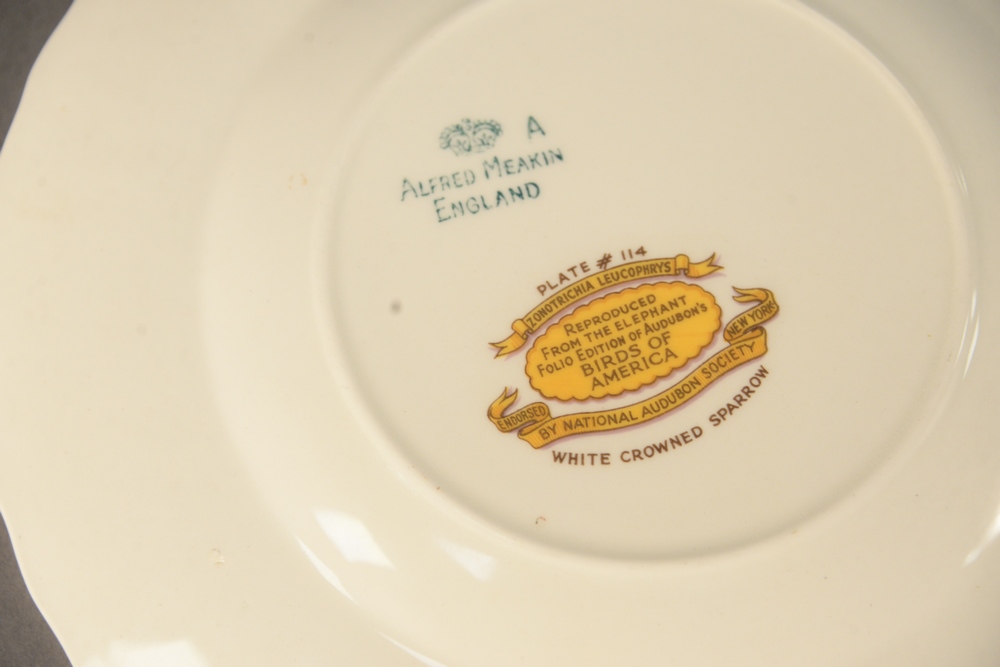 A
ALFRED MEAKIN
ENGLAND
PLATE # 114
ZONOTRICHIA LEUCOPHRYS
REPRODUCED
FROM THE ELEPHANT
FOLIO EDITION OF AUDUBON'S
BIRDS OF
AMERICA
ENDORSED
BY NATIONAL AUDUBON SOCIETY
NEW YORK
WHITE CROWNED SPARROW